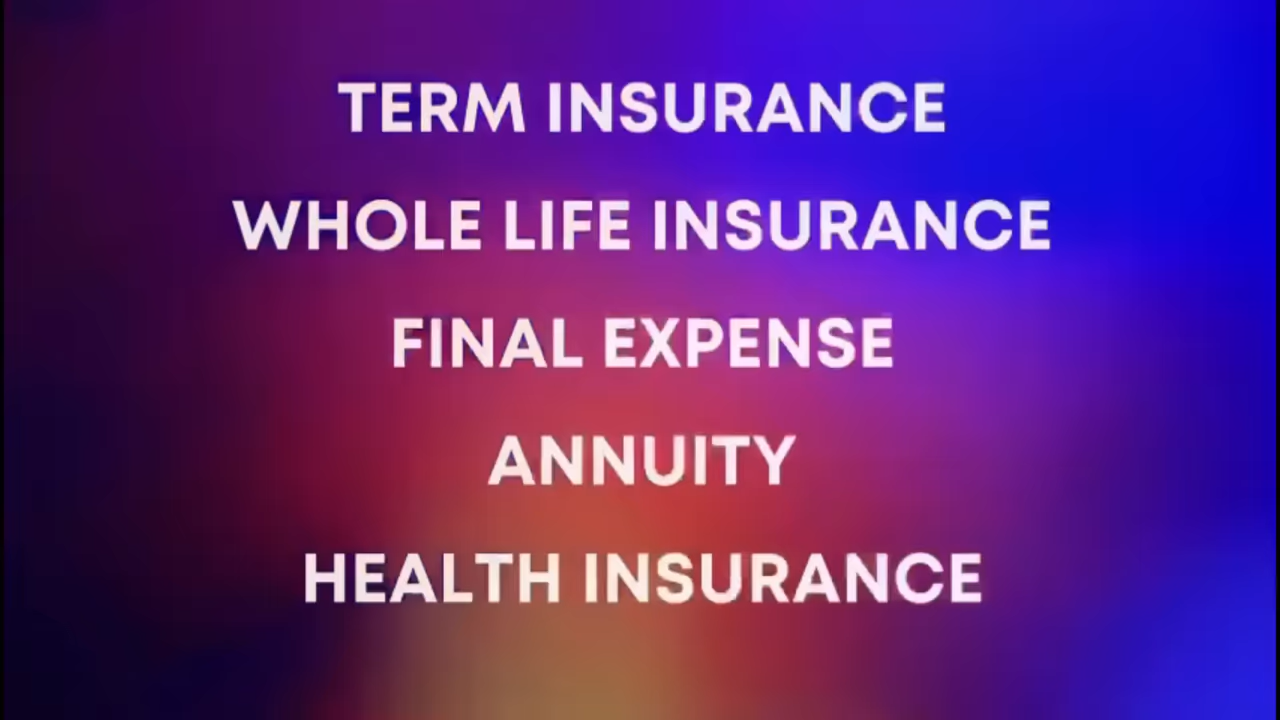 TERM INSURANCE
WHOLE LIFE INSURANCE
FINAL EXPENSE
ANNUITY
HEALTH INSURANCE